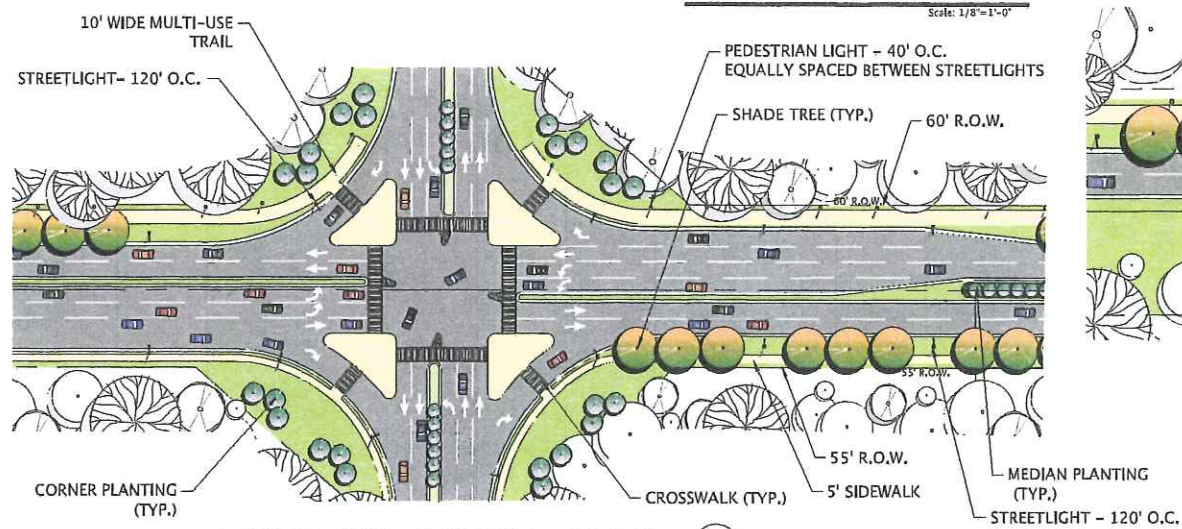 Scale: 1/8"=1'-0"
10' WIDE MULTI-USE
TRAIL
STREETLIGHT- 120' O.C.
PEDESTRIAN LIGHT - 40' O.C.
EQUALLY SPACED BETWEEN STREETLIGHTS
SHADE TREE (TYP.)
60' R.O.W.
60' R.O.W.
55' R.O.W.
55' R.O.W.
5' SIDEWALK
CROSSWALK (TYP.)
MEDIAN PLANTING
(TYP.)
STREETLIGHT - 120' O.C.
CORNER PLANTING
(TYP.)